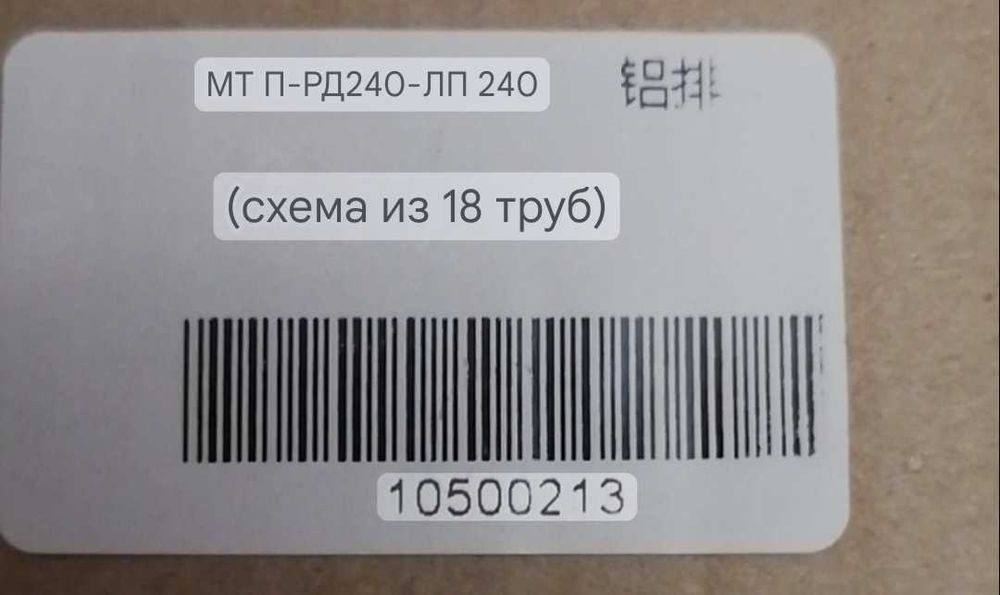 МТ П-РД240-ЛП 240 铝排
(схема из 18 труб)
10500213